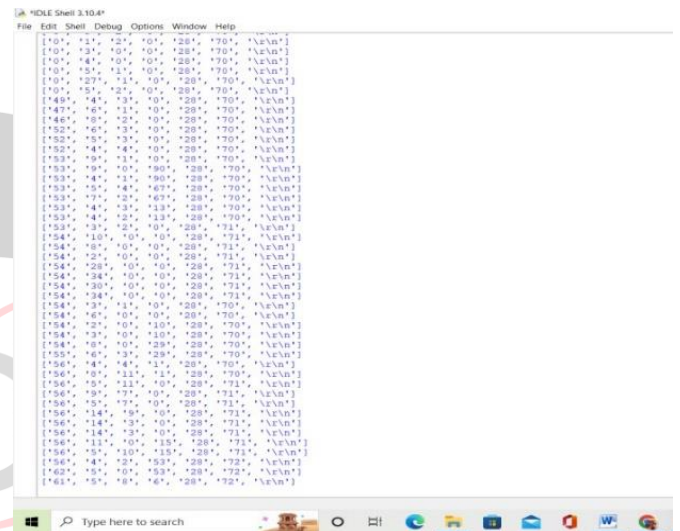 *IDLE Shell 3.10.4*
File Edit Shell Debug Options Window Help
['0', '1', '2', '0', '28', '70', '\r\n']
['0', '3', '0', '0', '28', '70', '\r\n']
['0', '4', '0', '0', '28', '70', '\r\n']
['0', '5', '1', '0', '28', '70', '\r\n']
['0', '27', '1', '0', '28', '70', '\r\n']
['0', '5', '2', '0', '28', '70', '\r\n']
['49', '4', '3', '0', '28', '70', '\r\n']
['47', '6', '1', '0', '28', '70', '\r\n']
['46', '8', '2', '0', '28', '70', '\r\n']
['52', '6', '3', '0', '28', '70', '\r\n']
['52', '5', '3', '0', '28', '70', '\r\n']
['52', '4', '4', '0', '28', '70', '\r\n']
['53', '9', '1', '0', '28', '70', '\r\n']
['53', '9', '0', '90', '28', '70', '\r\n']
['53', '4', '1', '90', '28', '70', '\r\n']
['53', '5', '4', '67', '28', '70', '\r\n']
['53', '7', '2', '67', '28', '70', '\r\n']
['53', '4', '3', '13', '28', '70', '\r\n']
['53', '4', '2', '13', '28', '70', '\r\n']
['53', '3', '2', '0', '28', '71', '\r\n']
['54', '10', '0', '0', '28', '71', '\r\n']
['54', '8', '0', '0', '28', '71', '\r\n']
['54', '2', '0', '0', '28', '71', '\r\n']
['54', '28', '0', '0', '28', '71', '\r\n']
['54', '34', '0', '0', '28', '71', '\r\n']
['54', '30', '0', '0', '28', '71', '\r\n']
['54', '34', '0', '0', '28', '71', '\r\n']
['54', '3', '1', '0', '28', '70', '\r\n']
['54', '6', '0', '0', '28', '70', '\r\n']
['54', '2', '0', '10', '28', '70', '\r\n']
['54', '3', '0', '10', '28', '70', '\r\n']
['54', '8', '0', '29', '28', '70', '\r\n']
['55', '6', '3', '29', '28', '70', '\r\n']
['56', '4', '4', '1', '28', '70', '\r\n']
['56', '8', '11', '1', '28', '70', '\r\n']
['56', '5', '11', '0', '28', '71', '\r\n']
['56', '9', '7', '0', '28', '71', '\r\n']
['56', '5', '7', '0', '28', '71', '\r\n']
['56', '14', '9', '0', '28', '71', '\r\n']
['56', '14', '3', '0', '28', '71', '\r\n']
['56', '14', '3', '0', '28', '71', '\r\n']
['56', '11', '0', '15', '28', '71', '\r\n']
['56', '5', '10', '15', '28', '71', '\r\n']
['56', '4', '2', '53', '28', '72', '\r\n']
['62', '5', '0', '53', '28', '72', '\r\n']
['61', '5', '8', '6', '28', '72', '\r\n']
Type here to search